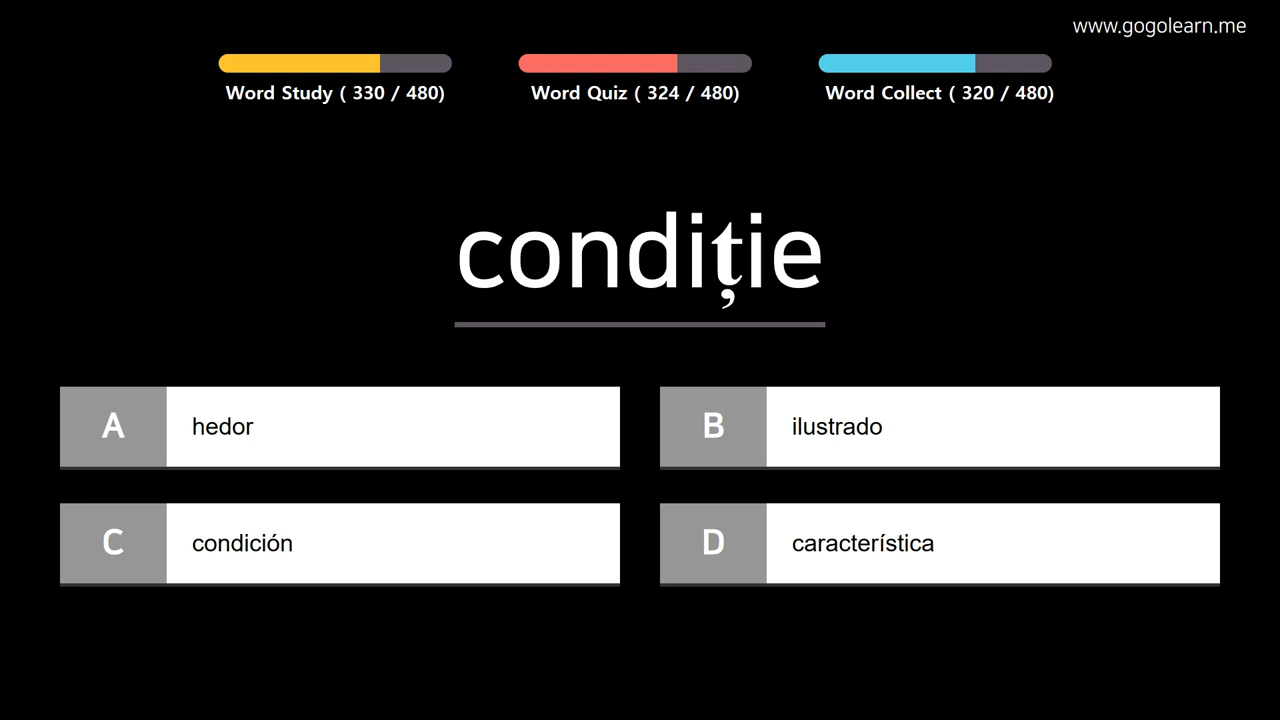 www.gogolearn.me
Word Study ( 330 / 480)
Word Quiz ( 324 / 480)
Word Collect ( 320 / 480)
condiție
A hedor
B ilustrado
C condición
D característica